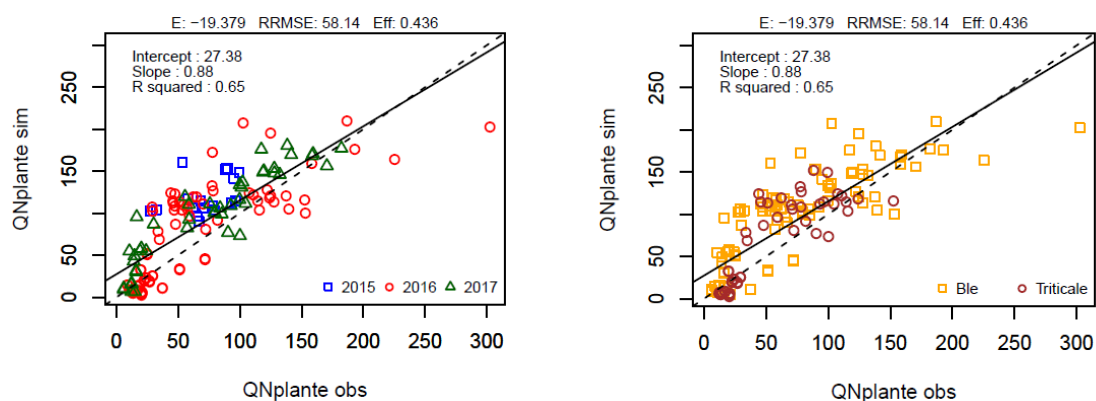 E: −19.379 RRMSE: 58.14 Eff: 0.436
Intercept : 27.38
Slope : 0.88
R squared : 0.65
QNplante sim
250
150
100
50
0
2015 2016 2017
0 50 100 150 200 250 300
QNplante obs
E: −19.379 RRMSE: 58.14 Eff: 0.436
Intercept : 27.38
Slope : 0.88
R squared : 0.65
QNplante sim
250
150
100
50
0
Ble Triticale
0 50 100 150 200 250 300
QNplante obs